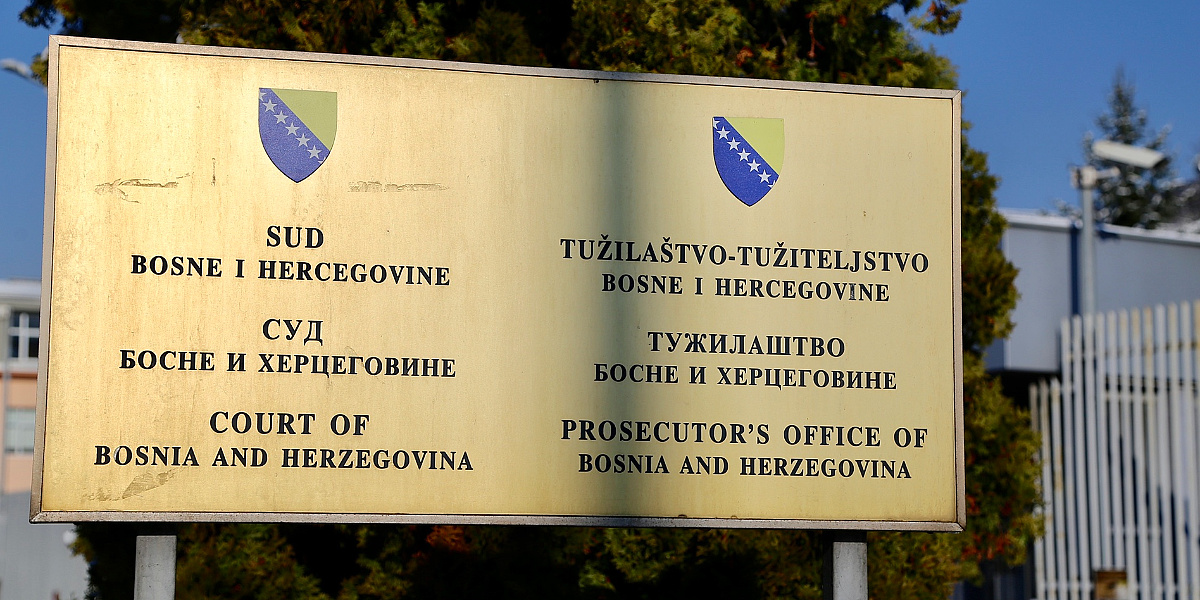 SUD
BOSNE I HERCEGOVINE
СУД
БОСНЕ И ХЕРЦЕГОВИНЕ
COURT OF
BOSNIA AND HERZEGOVINA
TUŽILAŠTVO-TUŽITELJSTVO
BOSNE I HERCEGOVINE
ТУЖИЛАШТВО
БОСНЕ И ХЕРЦЕГОВИНЕ
PROSECUTOR'S OFFICE OF
BOSNIA AND HERZEGOVINA